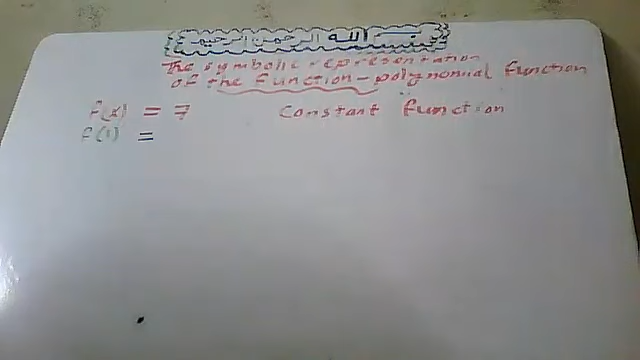 بسم الله الرحمن الرحيم
The symbolic representation
of the function - polynomial function
f(x) = 7 constant function
f(1) =